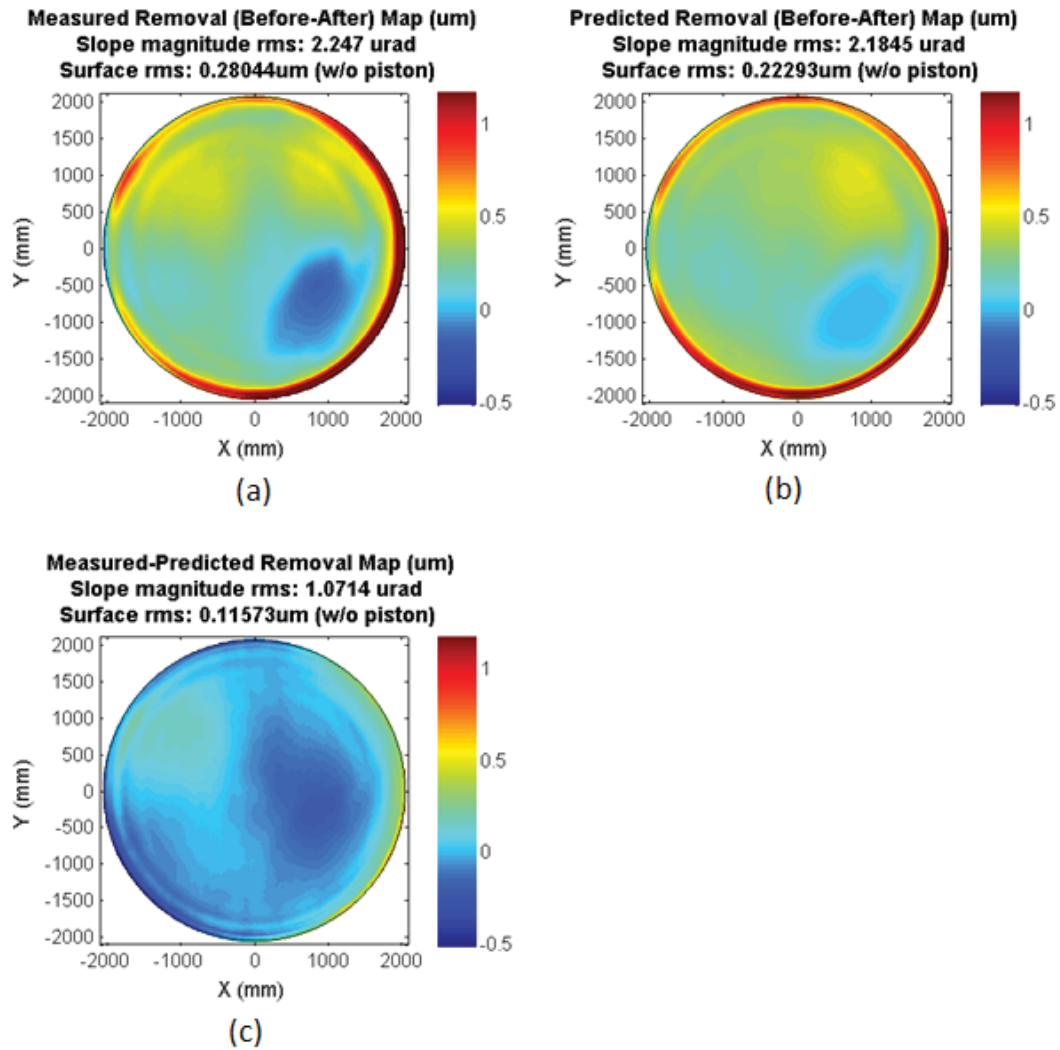 Measured Removal (Before-After) Map (um)
Slope magnitude rms: 2.247 urad
Surface rms: 0.28044um (w/o piston)
2000
1500
1000
500
0
-500
-1000
-1500
-2000
Y (mm)
-2000 -1000 0 1000 2000
X (mm)
1
0.5
0
-0.5
(a)
Predicted Removal (Before-After) Map (um)
Slope magnitude rms: 2.1845 urad
Surface rms: 0.22293um (w/o piston)
2000
1500
1000
500
0
-500
-1000
-1500
-2000
Y (mm)
-2000 -1000 0 1000 2000
X (mm)
1
0.5
0
-0.5
(b)
Measured-Predicted Removal Map (um)
Slope magnitude rms: 1.0714 urad
Surface rms: 0.11573um (w/o piston)
2000
1500
1000
500
0
-500
-1000
-1500
-2000
Y (mm)
-2000 -1000 0 1000 2000
X (mm)
1
0.5
0
-0.5
(c)